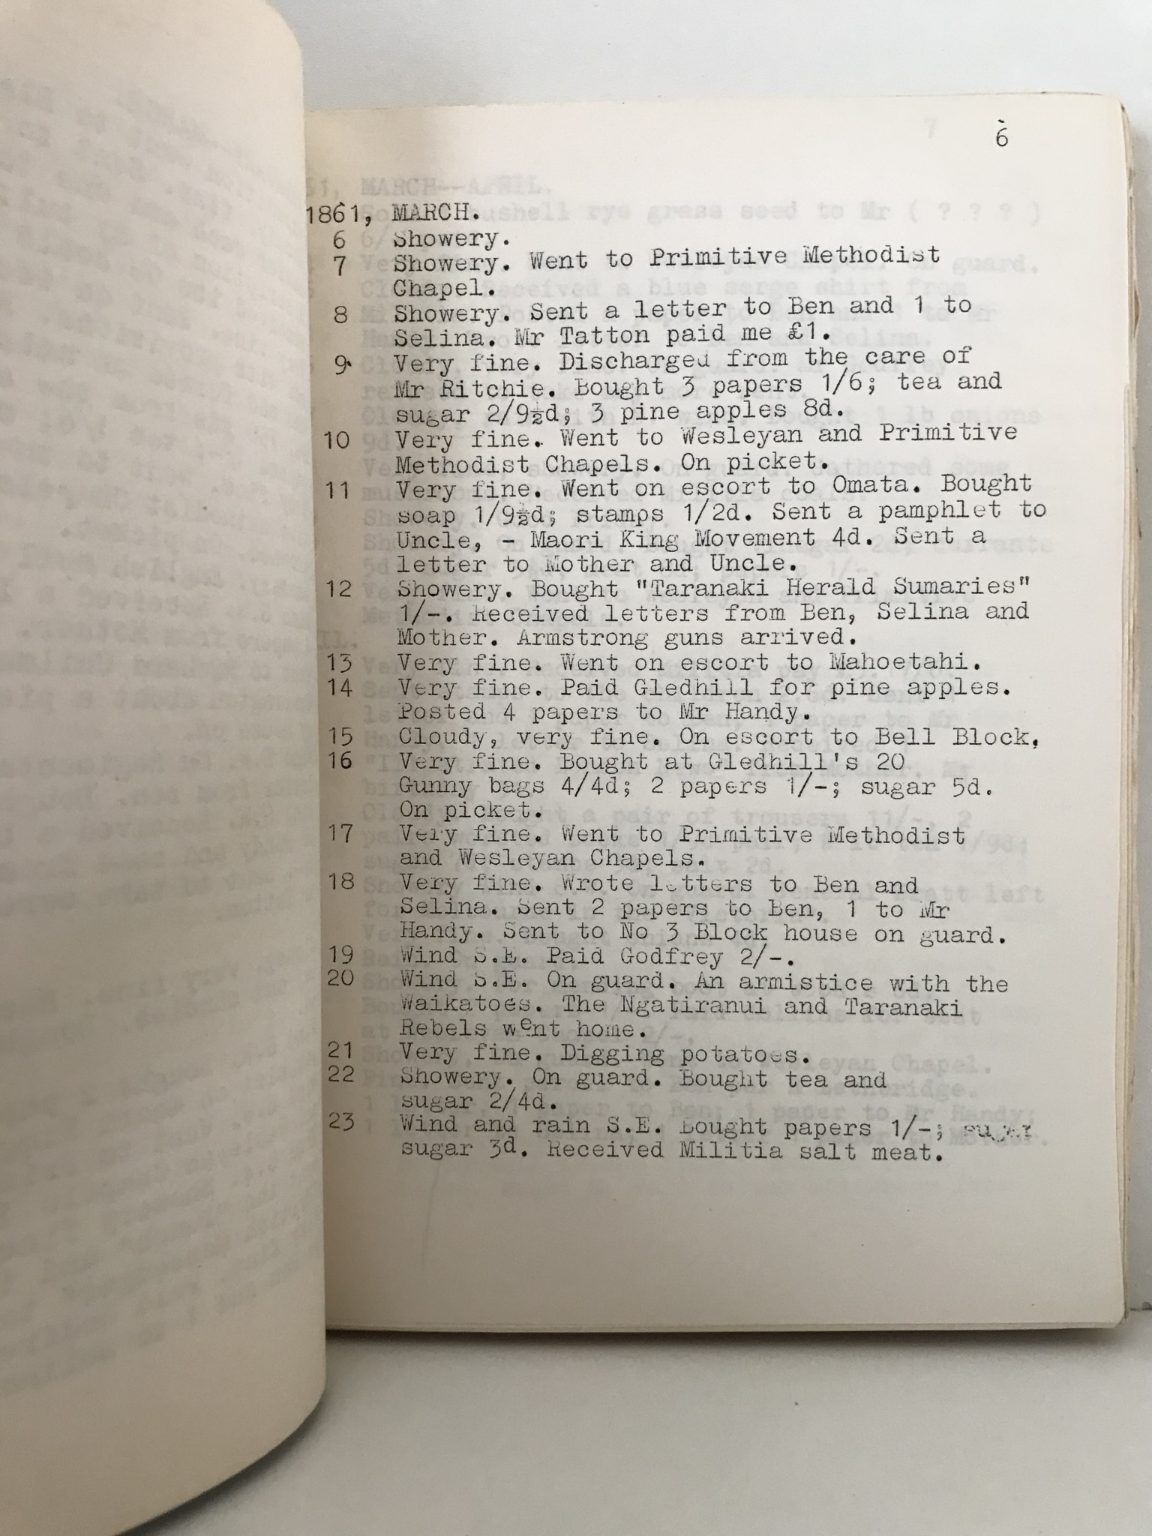 6
1861, MARCH.
6 Showery.
7 Showery. Went to Primitive Methodist
Chapel.
8 Showery. Sent a letter to Ben and 1 to
Selina. Mr Tatton paid me £1.
9. Very fine. Discharged from the care of
Mr Ritchie. Bought 3 papers 1/6; tea and
sugar 2/9½d; 3 pine apples 8d.
10 Very fine. Went to Wesleyan and Primitive
Methodist Chapels. On picket.
11 Very fine. Went on escort to Omata. Bought
soap 1/9½d; stamps 1/2d. Sent a pamphlet to
Uncle, - Maori King Movement 4d. Sent a
letter to Mother and Uncle.
12 Showery. Bought "Taranaki Herald Sumaries"
1/-. Received letters from Ben, Selina and
Mother. Armstrong guns arrived.
13 Very fine. Went on escort to Mahoetahi.
14 Very fine. Paid Gledhill for pine apples.
Posted 4 papers to Mr Handy.
15 Cloudy, very fine. On escort to Bell Block.
16 Very fine. Bought at Gledhill's 20
Gunny bags 4/4d; 2 papers 1/-; sugar 5d.
On picket.
17 Very fine. Went to Primitive Methodist
and Wesleyan Chapels.
18 Very fine. Wrote letters to Ben and
Selina. Sent 2 papers to Ben, 1 to Mr
Handy. Sent to No 3 Block house on guard.
19 Wind S.E. Paid Godfrey 2/-.
20 Wind S.E. On guard. An armistice with the
Waikatoes. The Ngatiranui and Taranaki
Rebels went home.
21 Very fine. Digging potatoes.
22 Showery. On guard. Bought tea and
sugar 2/4d.
23 Wind and rain S.E. Bought papers 1/-; sugar
sugar 3d. Received Militia salt meat.